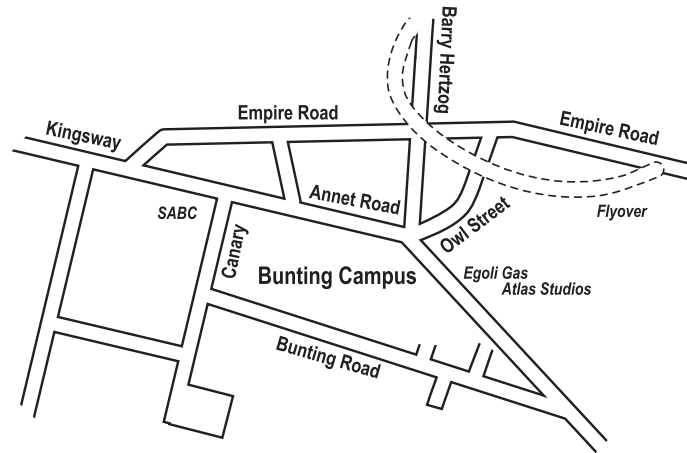 Barry Hertzog
Empire Road
Empire Road
Kingsway
Annet Road
SABC
Flyover
Owl Street
Canary
Bunting Campus
Egoli Gas
Atlas Studios
Bunting Road